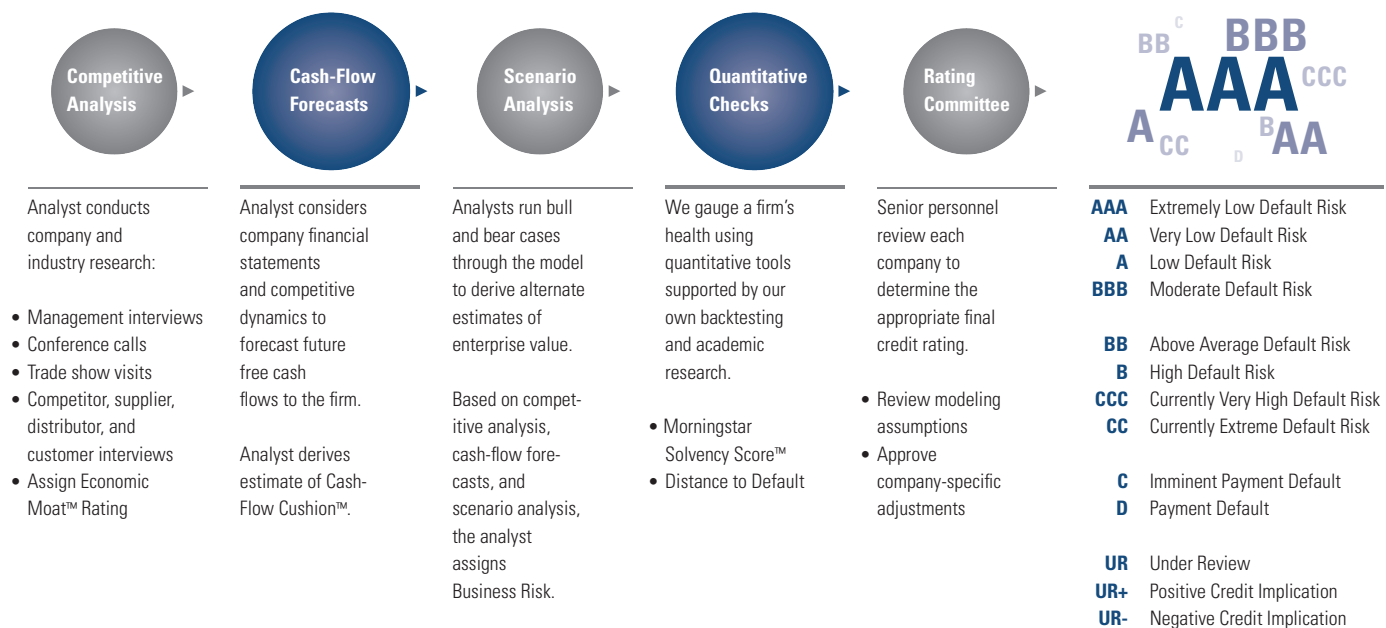 Competitive
Analysis
Cash-Flow
Forecasts
Scenario
Analysis
Quantitative
Checks
Rating
Committee
C
BB
BBB
AAA
CCC
A
CC
B
AA
D
Analyst conducts
company and
industry research:
• Management interviews
• Conference calls
• Trade show visits
• Competitor, supplier,
distributor, and
customer interviews
• Assign Economic
Moat™ Rating
Analyst considers
company financial
statements
and competitive
dynamics to
forecast future
free cash
flows to the firm.
Analyst derives
estimate of Cash-
Flow Cushion™.
Analysts run bull
and bear cases
through the model
to derive alternate
estimates of
enterprise value.
Based on compet-
itive analysis,
cash-flow fore-
casts, and
scenario analysis,
the analyst
assigns
Business Risk.
We gauge a firm’s
health using
quantitative tools
supported by our
own backtesting
and academic
research.
• Morningstar
Solvency Score™
• Distance to Default
Senior personnel
review each
company to
determine the
appropriate final
credit rating.
• Review modeling
assumptions
• Approve
company-specific
adjustments
AAA Extremely Low Default Risk
AA Very Low Default Risk
A Low Default Risk
BBB Moderate Default Risk
BB Above Average Default Risk
B High Default Risk
CCC Currently Very High Default Risk
CC Currently Extreme Default Risk
C Imminent Payment Default
D Payment Default
UR Under Review
UR+ Positive Credit Implication
UR- Negative Credit Implication